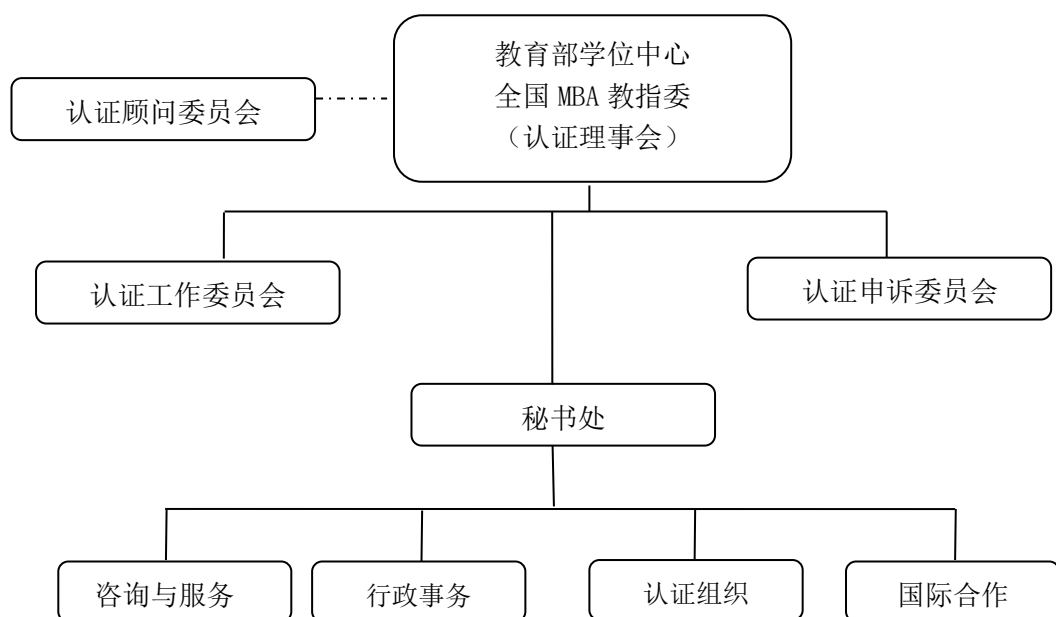 教育部学位中心
全国 MBA 教指委
（认证理事会）
认证顾问委员会
认证工作委员会
认证申诉委员会
秘书处
咨询与服务
行政事务
认证组织
国际合作